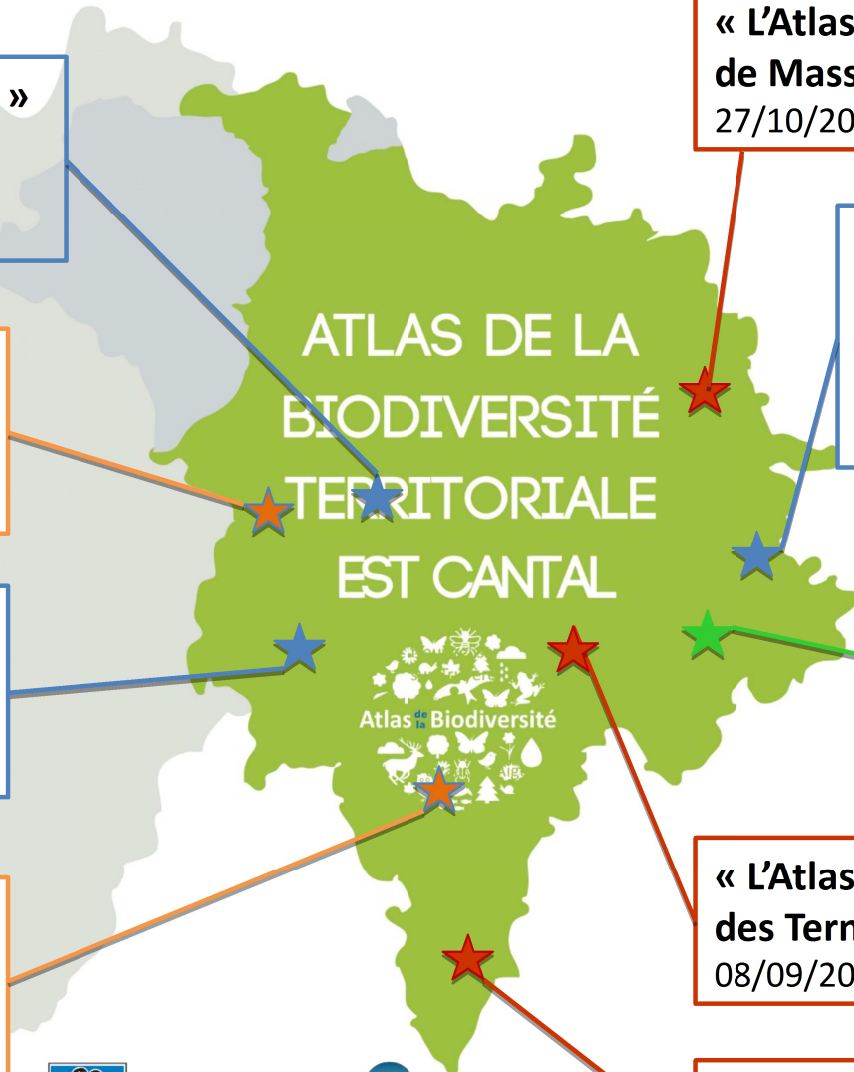 »
« L’Atlas
de Mass
27/10/20
ATLAS DE LA
BIODIVERSITÉ
TERRITORIALE
EST CANTAL
Atlas de la Biodiversité
« L’Atlas
des Tern
08/09/20